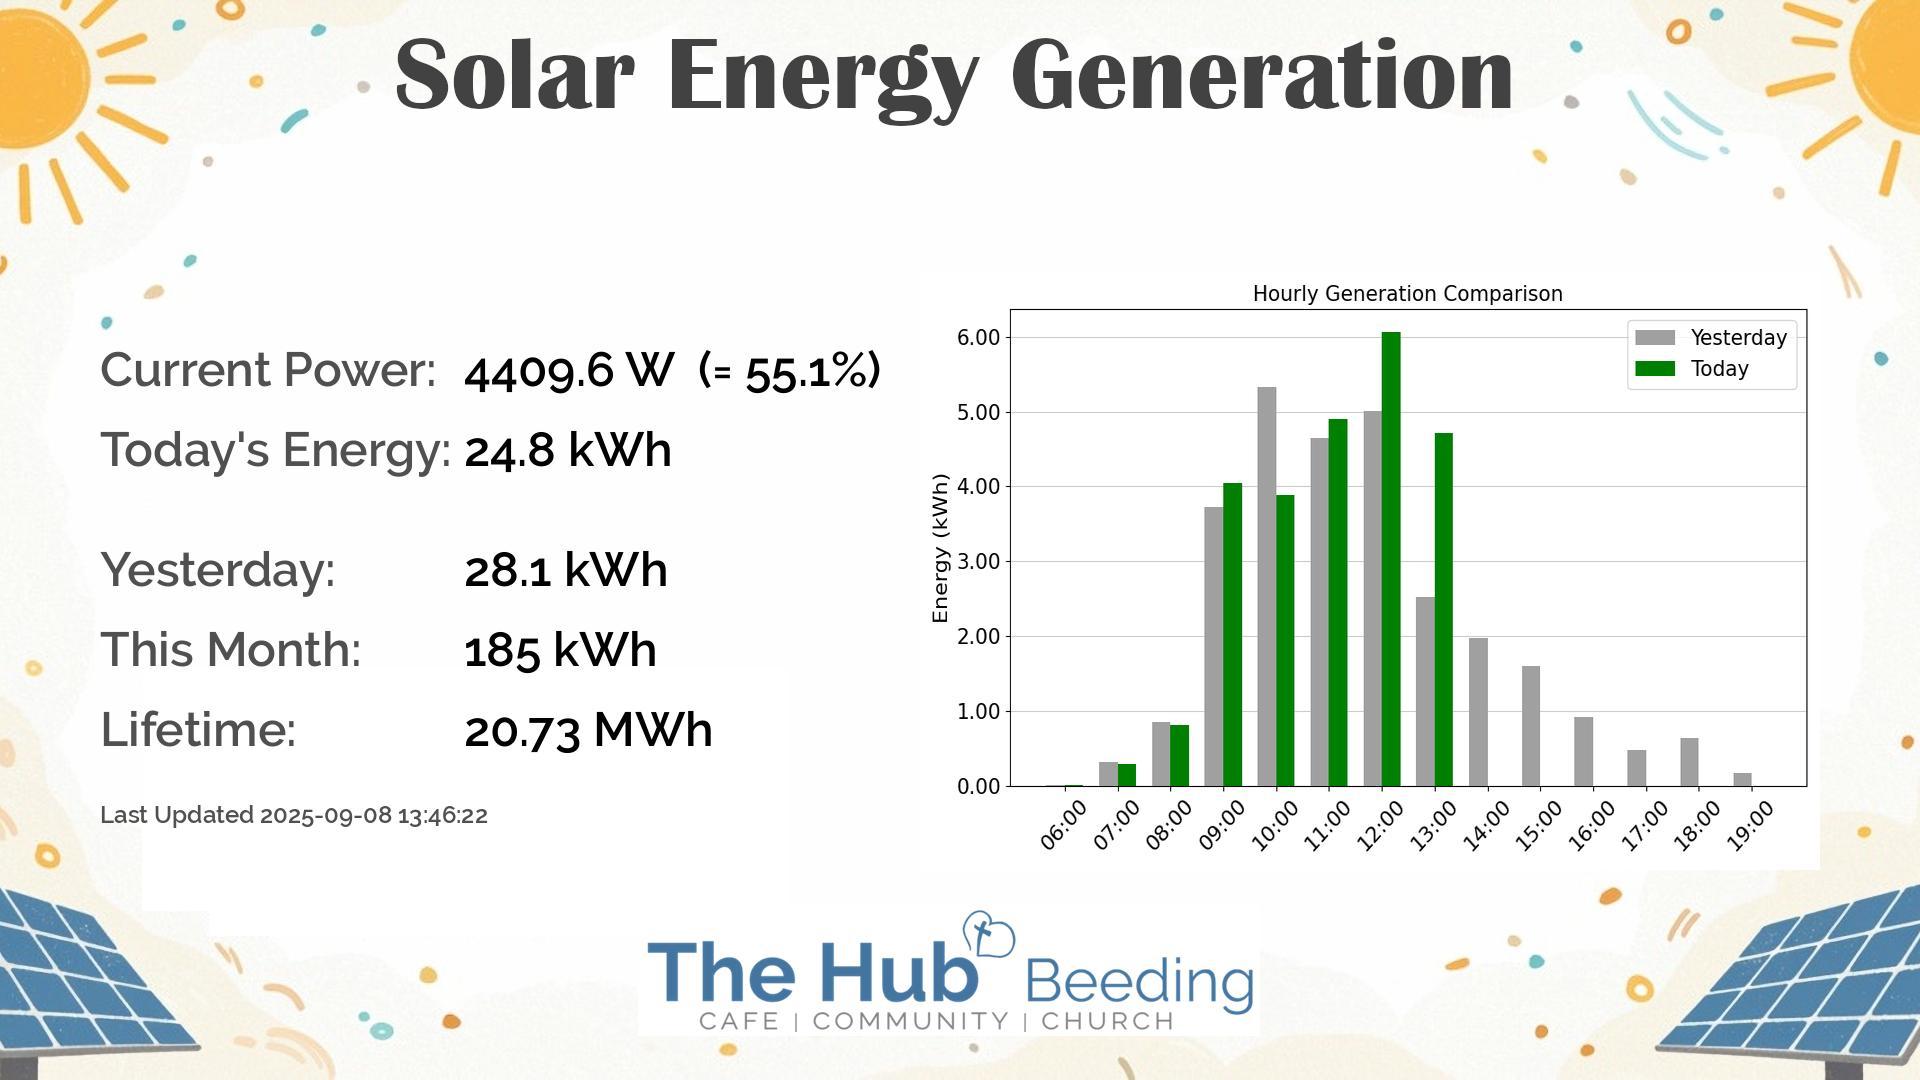 Solar Energy Generation
Current Power: 4409.6 W (= 55.1%)
Today's Energy: 24.8 kWh
Yesterday: 28.1 kWh
This Month: 185 kWh
Lifetime: 20.73 MWh
Last Updated 2025-09-08 13:46:22
Hourly Generation Comparison
Yesterday
Today
Energy (kWh)
6.00
5.00
4.00
3.00
2.00
1.00
0.00
06:00 07:00 08:00 09:00 10:00 11:00 12:00 13:00 14:00 15:00 16:00 17:00 18:00 19:00
The Hub Beeding
CAFE | COMMUNITY | CHURCH